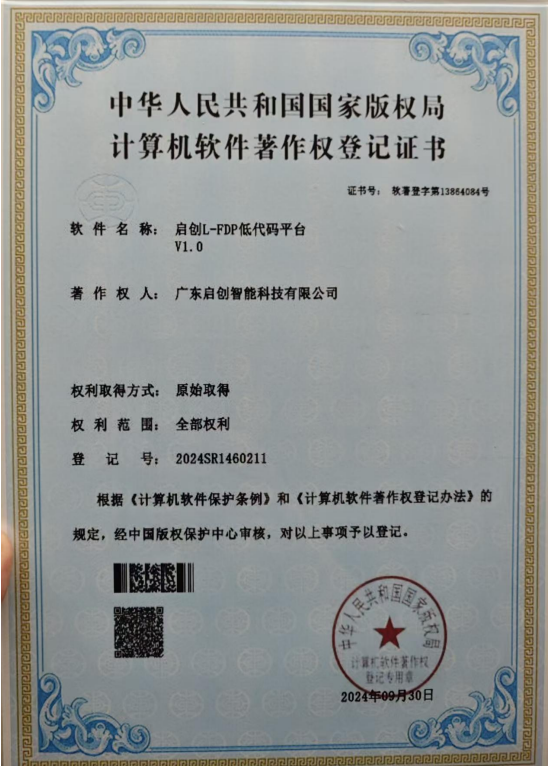 中华人民共和国国家版权局
计算机软件著作权登记证书
证书号： 软著登字第13864084号
软件名称： 启创L-FDP低代码平台
V1.0
著作权人： 广东启创智能科技有限公司
权利取得方式： 原始取得
权利范围： 全部权利
登记号： 2024SR1460211
根据《计算机软件保护条例》和《计算机软件著作权登记办法》的
规定，经中国版权保护中心审核，对以上事项予以登记。
中华人民共和国国家版权局
计算机软件著作权
登记专用章
2024年09月30日